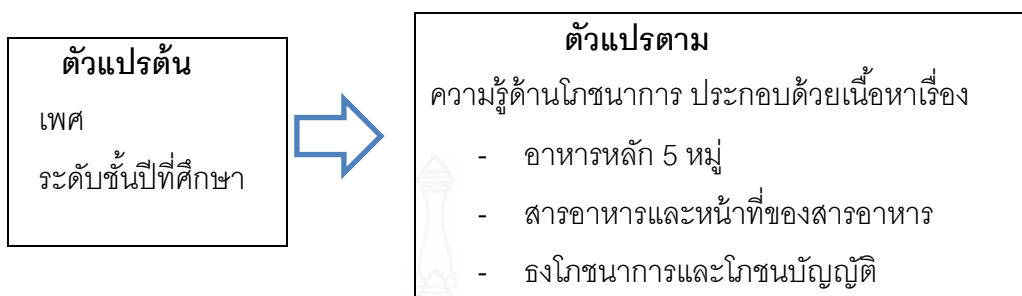 ตัวแปรต้น
เพศ
ระดับชั้นปีที่ศึกษา
ตัวแปรตาม
ความรู้ด้านโภชนาการ ประกอบด้วยเนื้อหาเรื่อง
- อาหารหลัก 5 หมู่
- สารอาหารและหน้าที่ของสารอาหาร
- ธงโภชนาการและโภชนบัญญัติ